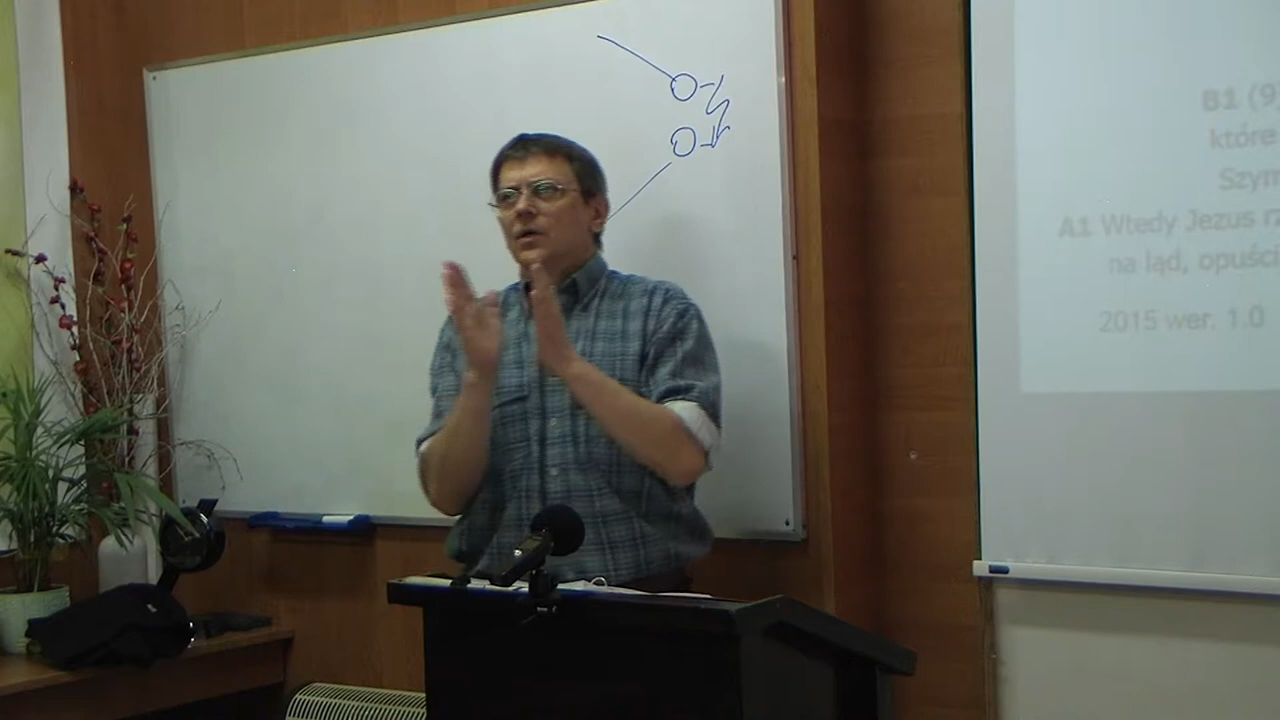 B1 (9
które
Szym
A1 Wtedy Jezus rz
na ląd, opuści
2015 wer. 1.0